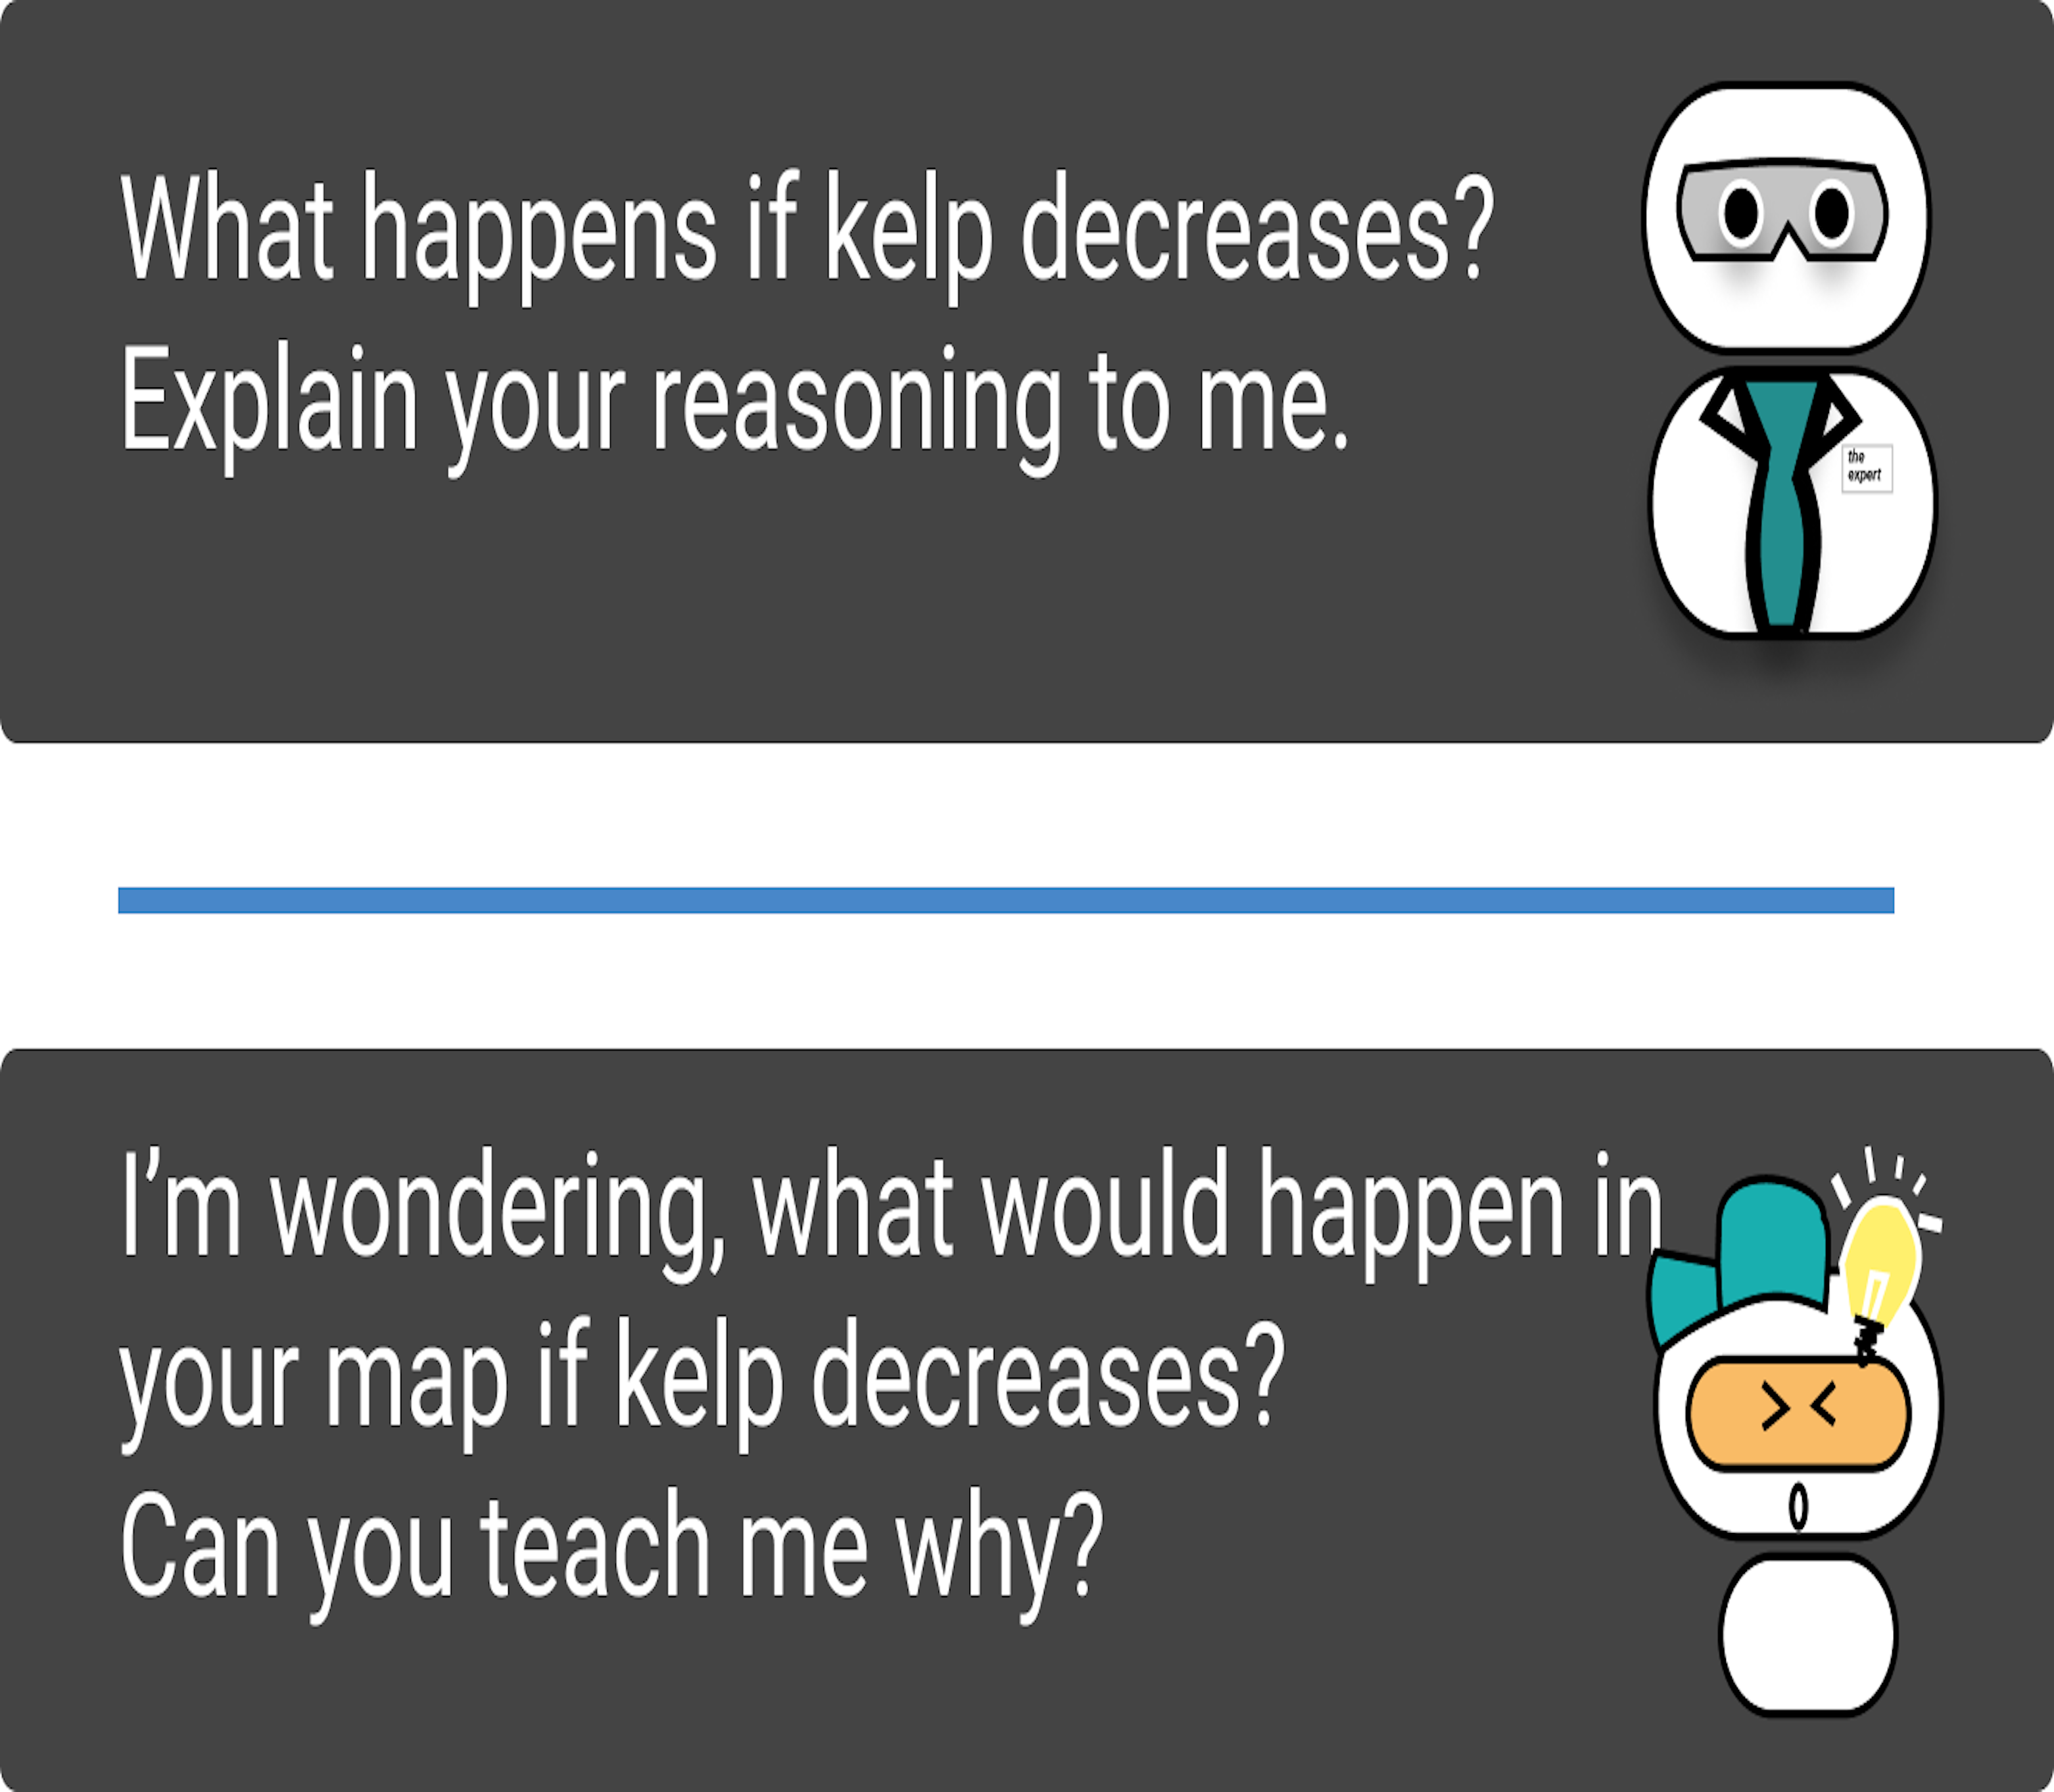 What happens if kelp decreases?
Explain your reasoning to me.
the
expert
I’m wondering, what would happen in
your map if kelp decreases?
Can you teach me why?